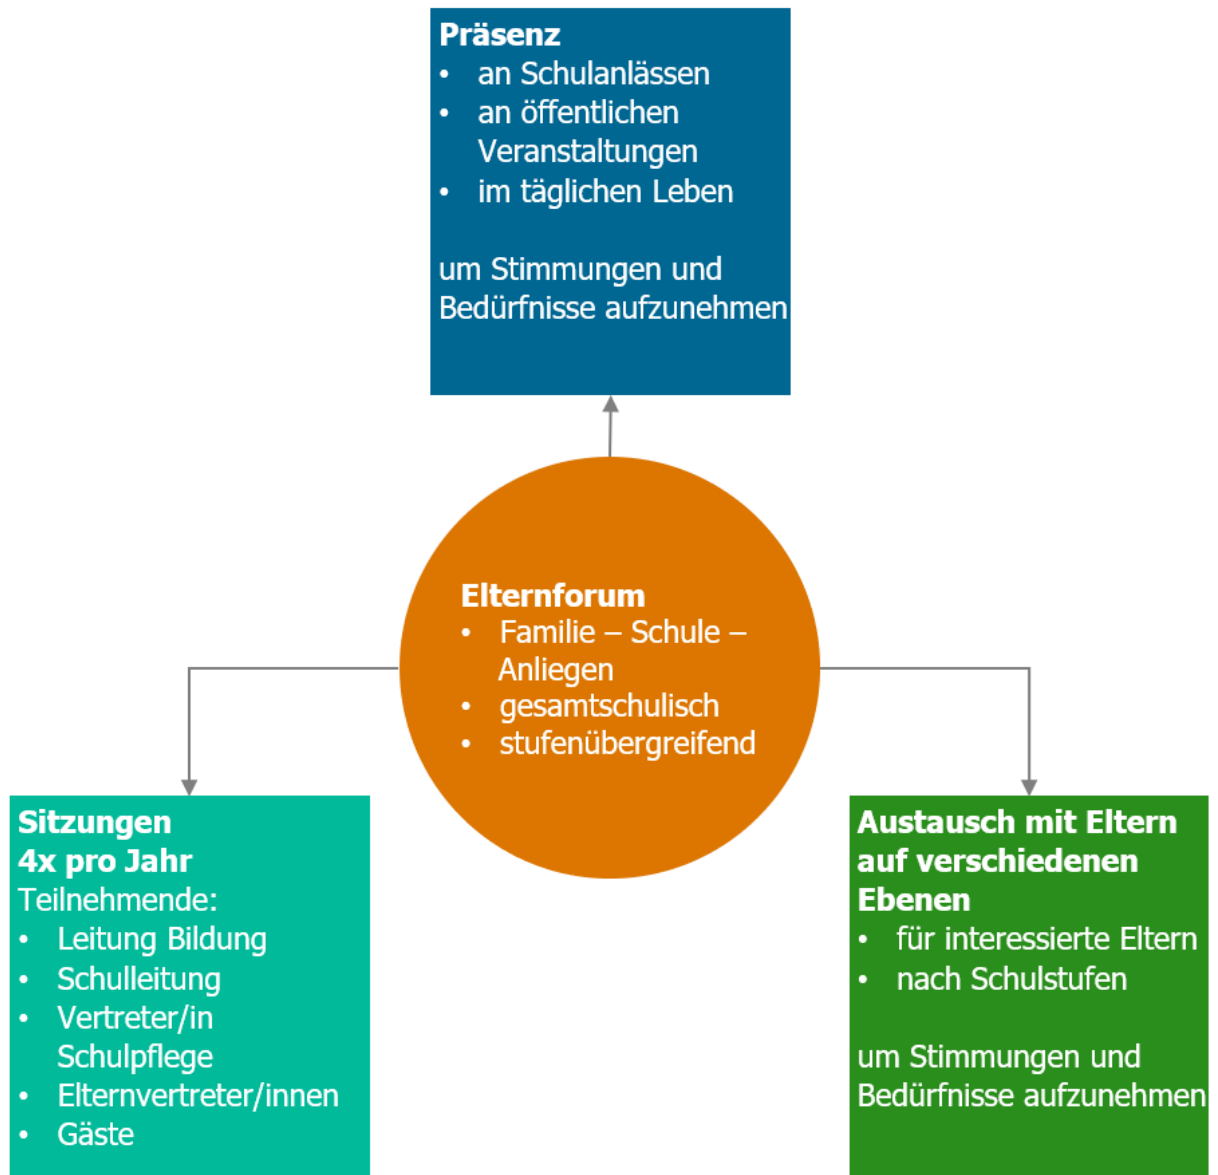 Präsenz
• an Schulanlässen
• an öffentlichen
Veranstaltungen
• im täglichen Leben
um Stimmungen und
Bedürfnisse aufzunehmen
Elternforum
• Familie – Schule –
Anliegen
• gesamtschulisch
• stufenübergreifend
Sitzungen
4x pro Jahr
Teilnehmende:
• Leitung Bildung
• Schulleitung
• Vertreter/in
Schulpflege
• Elternvertreter/innen
• Gäste
Austausch mit Eltern
auf verschiedenen
Ebenen
• für interessierte Eltern
• nach Schulstufen
um Stimmungen und
Bedürfnisse aufzunehmen